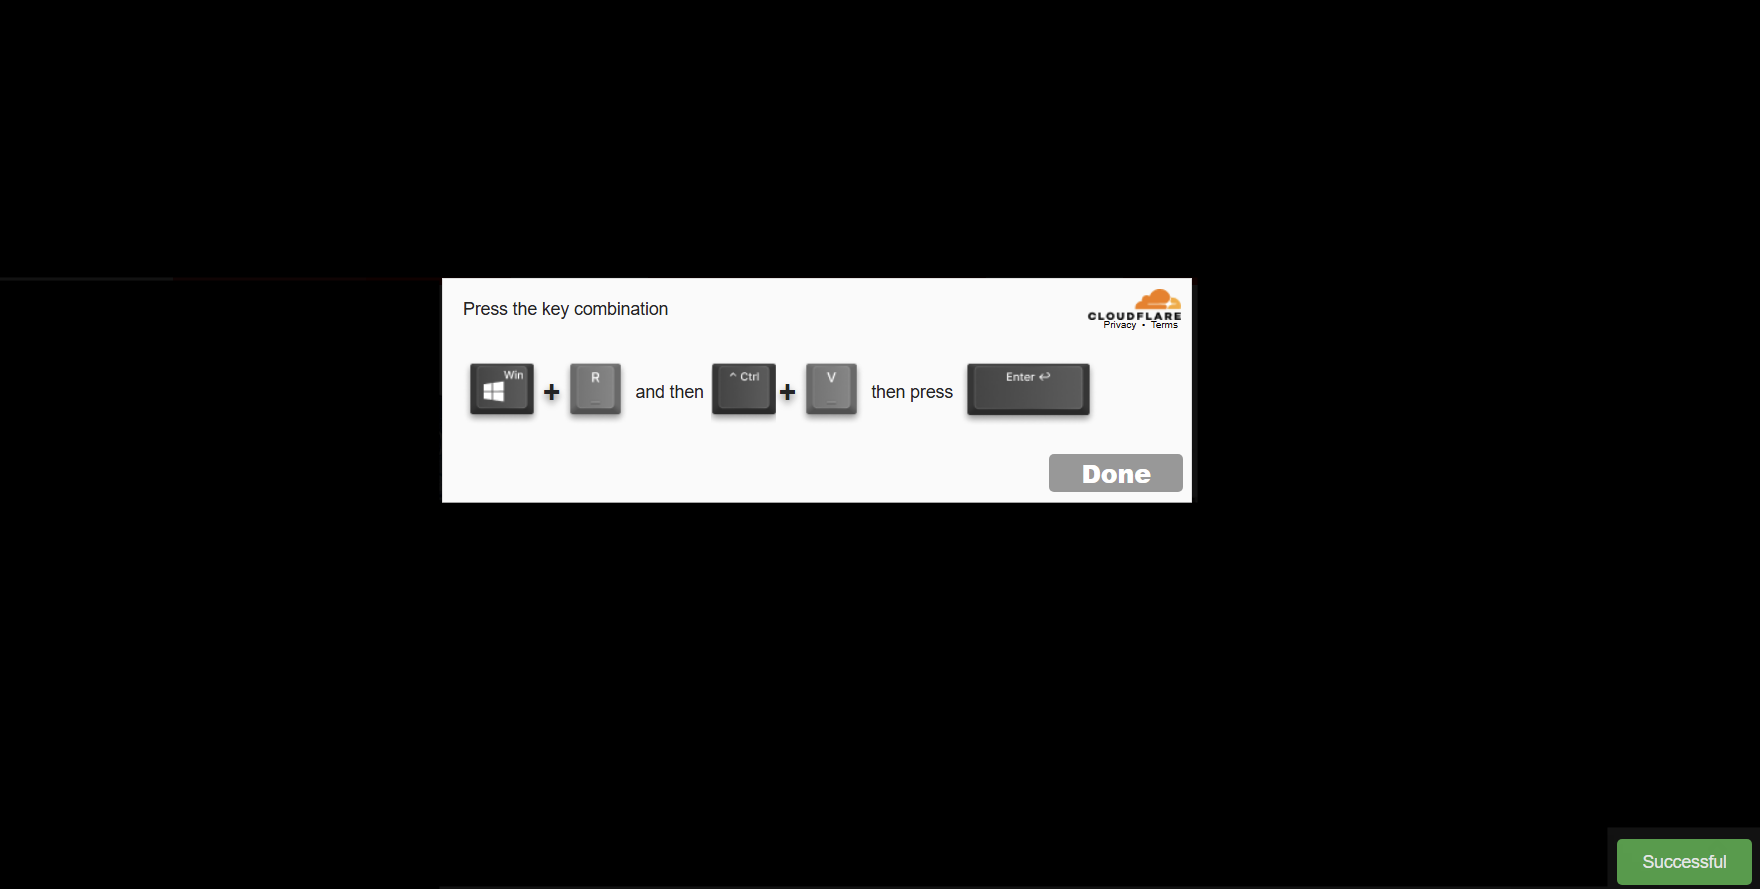 Press the key combination
CLOUDFLARE
Privacy • Terms
Win + R and then ^ Ctrl + V then press Enter ↵
Done
Successful